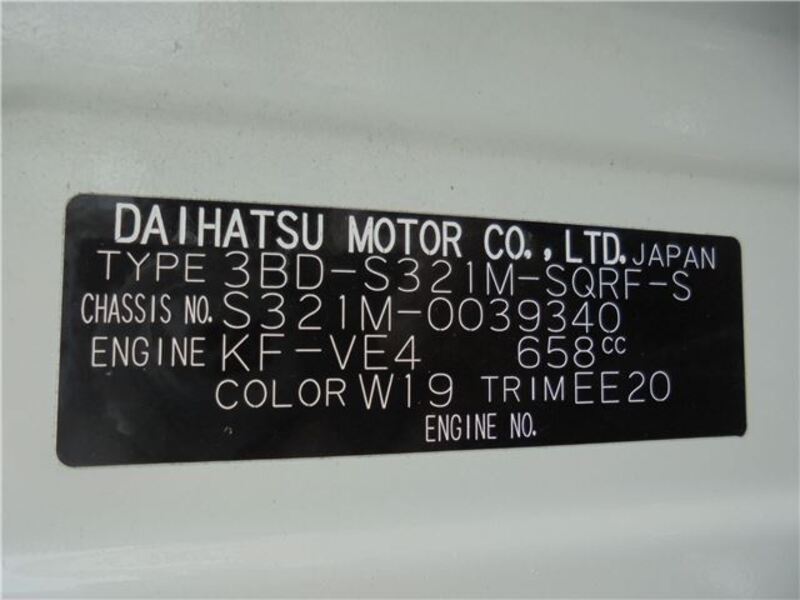 DAIHATSU MOTOR CO., LTD. JAPAN
TYPE 3BD-S321M-SQRF-S
CHASSIS NO. S321M-0039340
ENGINE KF-VE4 658cc
COLOR W19 TRIM EE20
ENGINE NO.